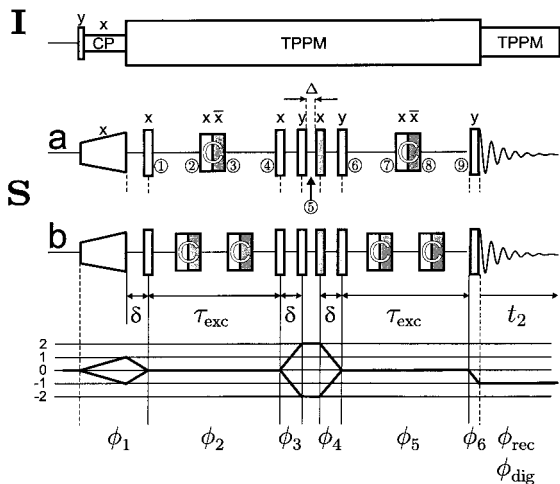 I
y x
CP TPPM TPPM
Δ
a x x x x̄ x y x y x x̄ y
C C
① ② ③ ④ ⑥ ⑦ ⑧ ⑨
⑤
S
b C C C C
δ τexc δ δ τexc t2
2
1
0
-1
-2
ϕ1 ϕ2 ϕ3 ϕ4 ϕ5 ϕ6 ϕrec
ϕdig